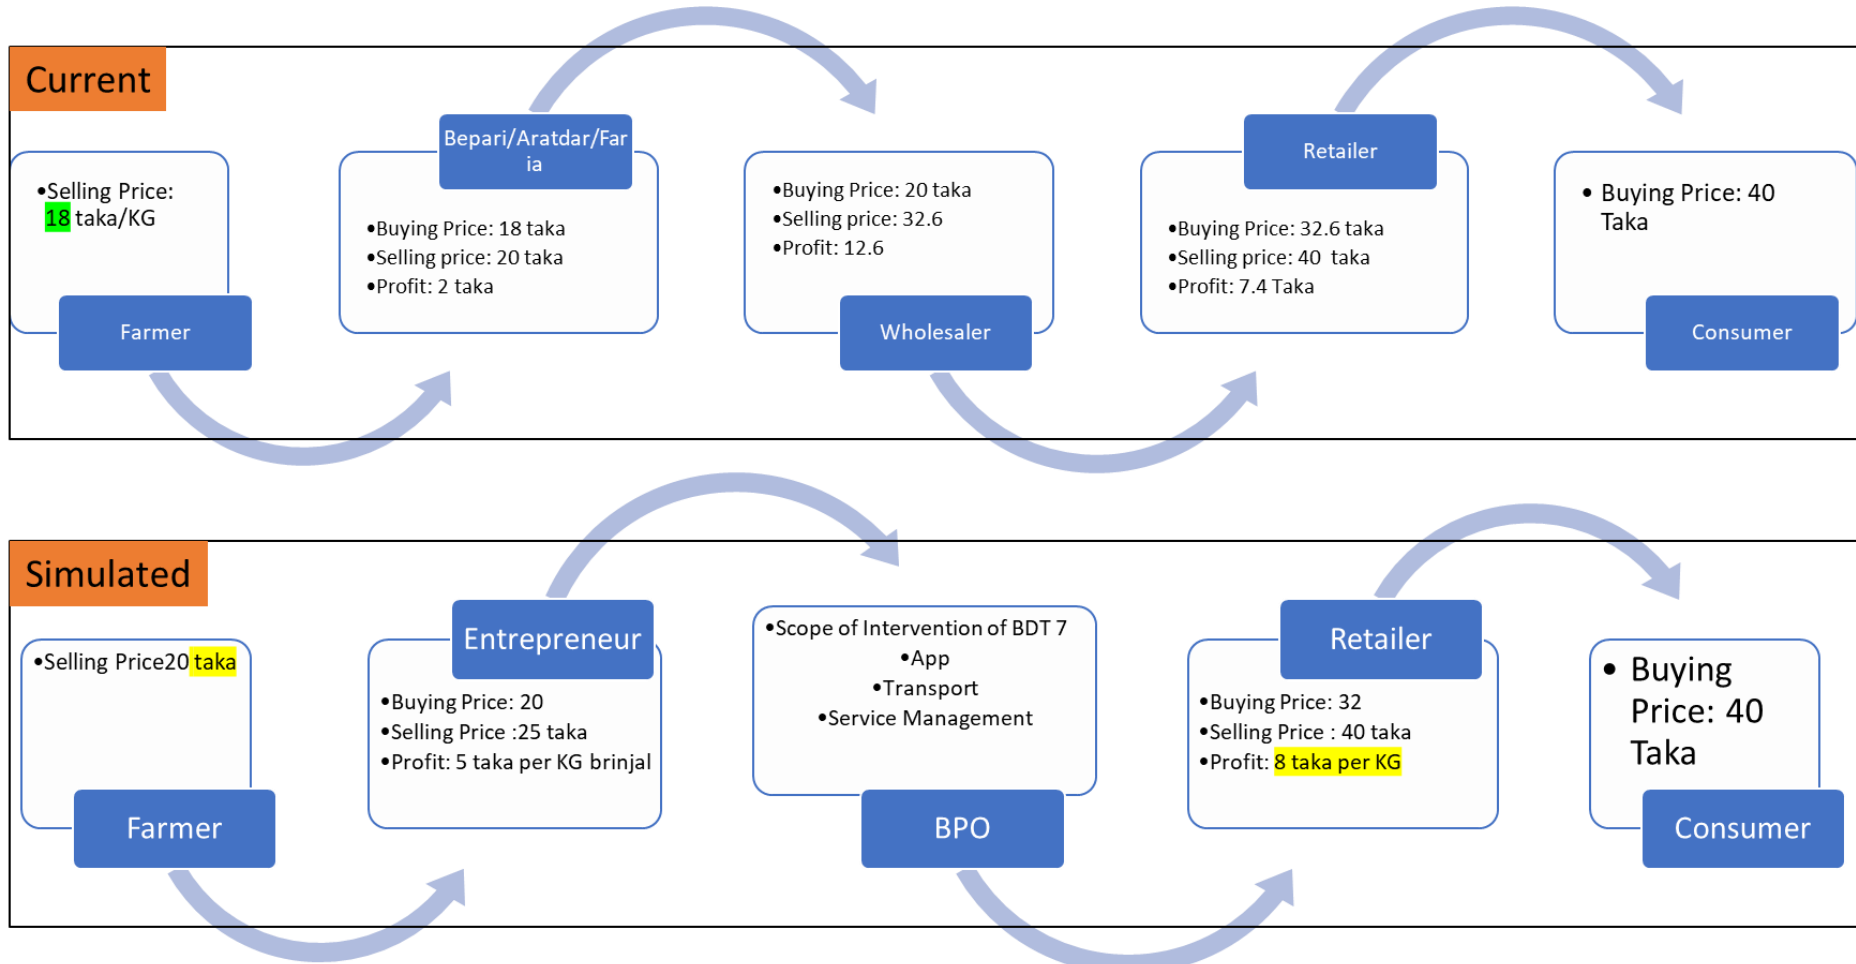 Current
•Selling Price:
18 taka/KG
Farmer
Bepari/Aratdar/Far
ia
•Buying Price: 18 taka
•Selling price: 20 taka
•Profit: 2 taka
•Buying Price: 20 taka
•Selling price: 32.6
•Profit: 12.6
Wholesaler
Retailer
•Buying Price: 32.6 taka
•Selling price: 40  taka
•Profit: 7.4 Taka
• Buying Price: 40
Taka
Consumer
Simulated
•Selling Price20 taka
Farmer
Entrepreneur
•Buying Price: 20
•Selling Price :25 taka
•Profit: 5 taka per KG brinjal
•Scope of Intervention of BDT 7
•App
•Transport
•Service Management
BPO
Retailer
•Buying Price: 32
•Selling Price : 40 taka
•Profit: 8 taka per KG
• Buying
Price: 40
Taka
Consumer